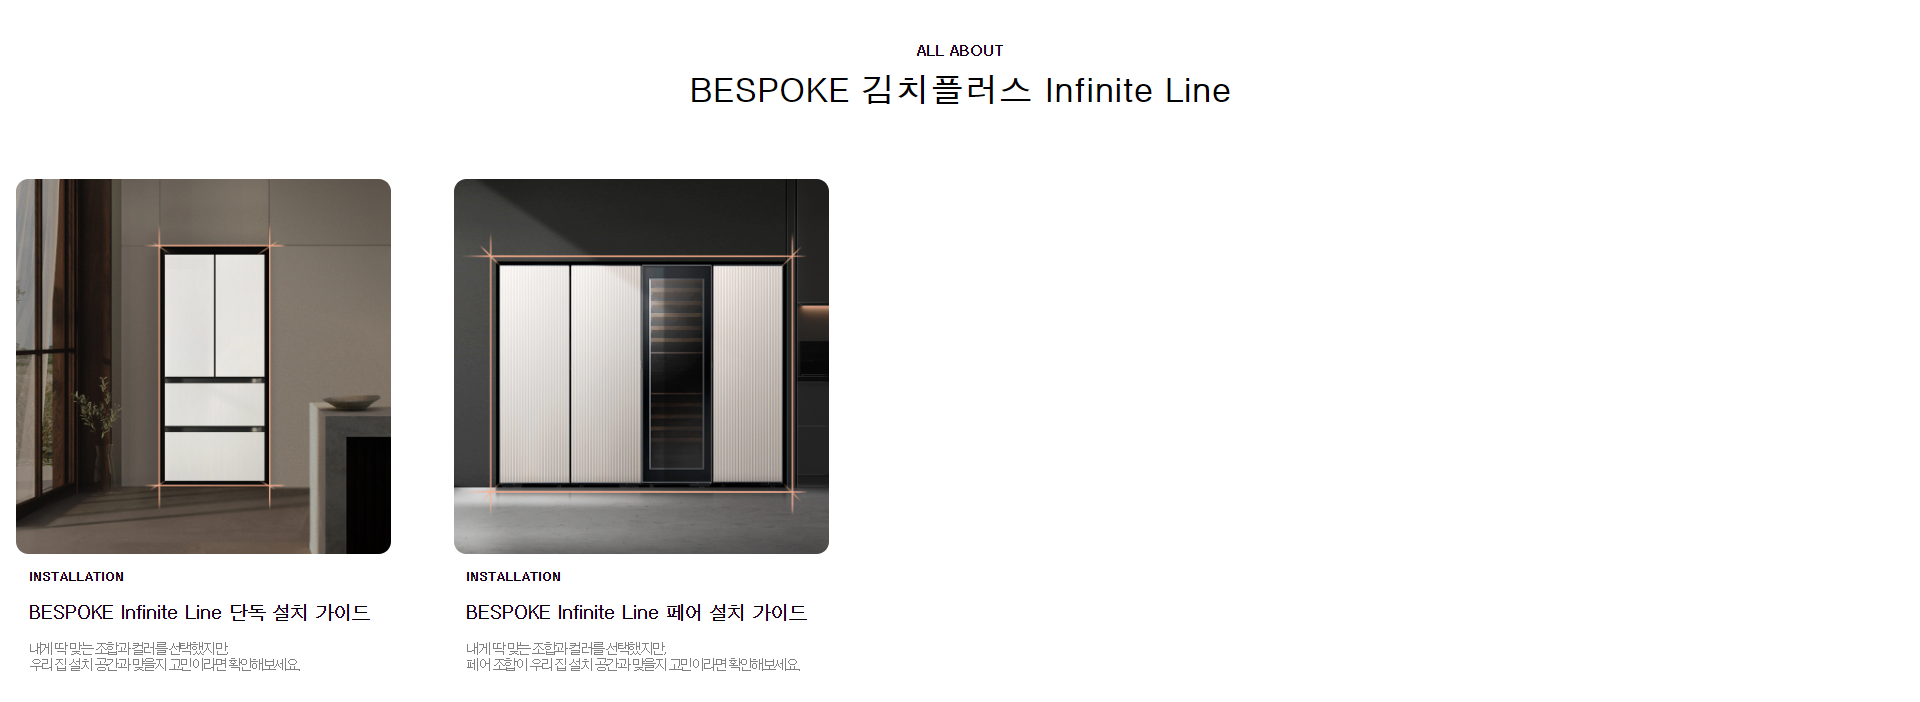 ALL ABOUT
BESPOKE 김치플러스 Infinite Line
INSTALLATION
BESPOKE Infinite Line 단독 설치 가이드
내게 딱 맞는 조합과 컬러를 선택했지만,
우리 집 설치 공간과 맞을지 고민이라면 확인해보세요.
INSTALLATION
BESPOKE Infinite Line 페어 설치 가이드
내게 딱 맞는 조합과 컬러를 선택했지만,
페어 조합이 우리 집 설치 공간과 맞을지 고민이라면 확인해보세요.